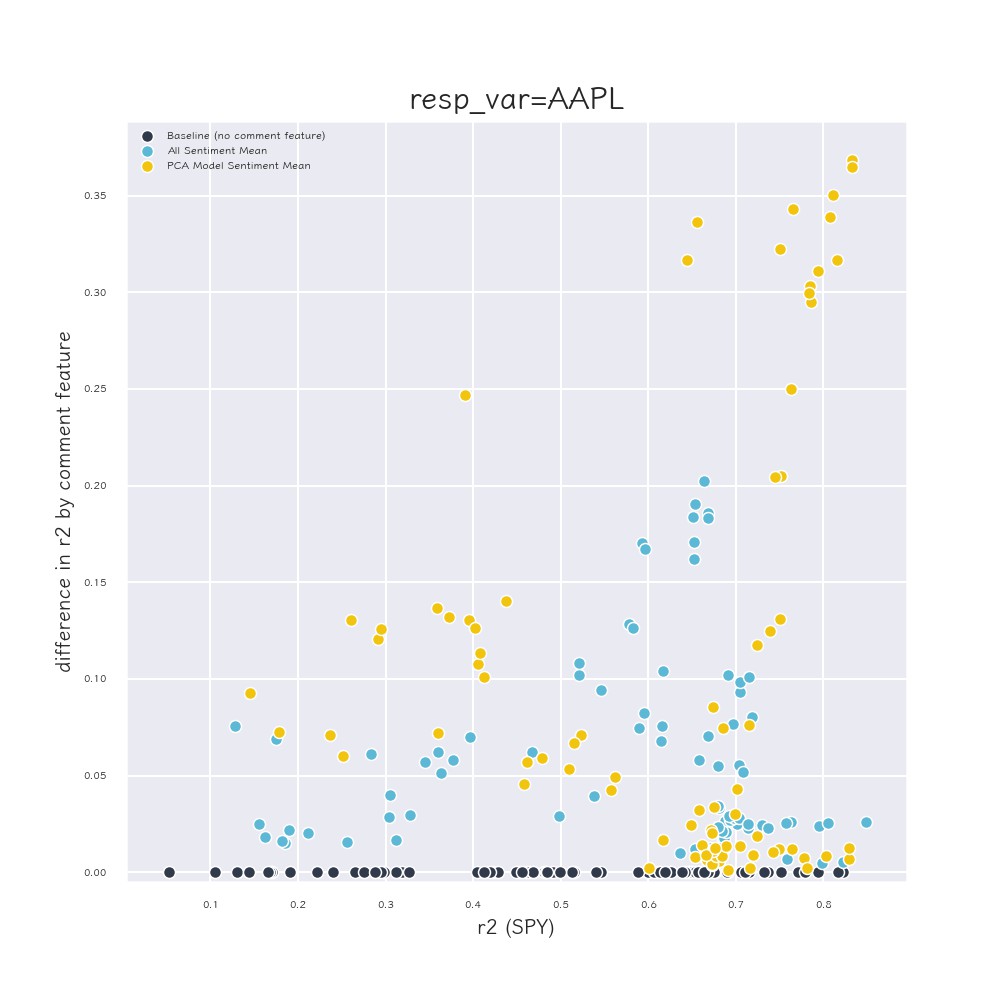 resp_var=AAPL
Baseline (no comment feature)
All Sentiment Mean
PCA Model Sentiment Mean
difference in r2 by comment feature
0.35
0.30
0.25
0.20
0.15
0.10
0.05
0.00
0.1 0.2 0.3 0.4 0.5 0.6 0.7 0.8
r2 (SPY)